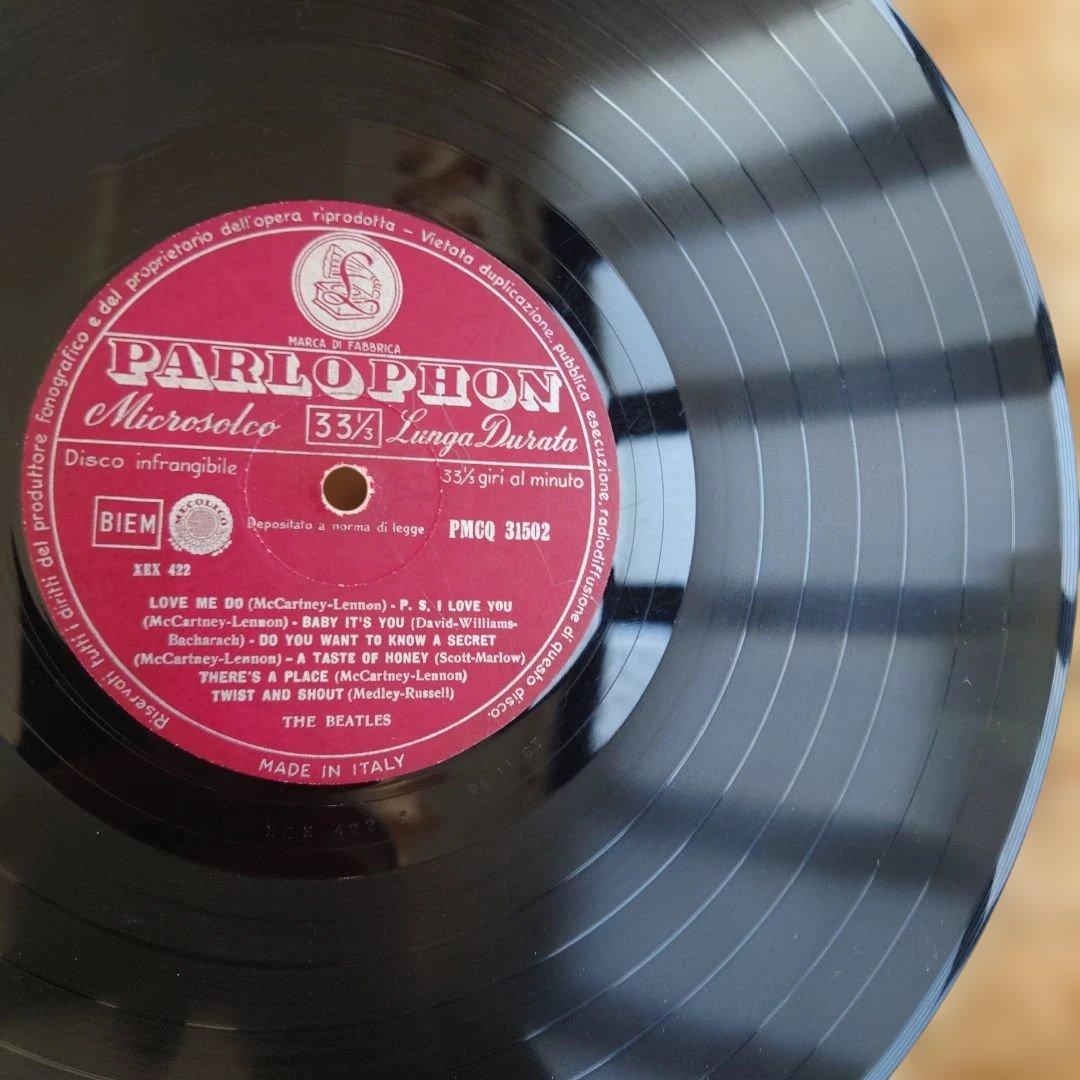 Riservati tutti i diritti del produttore fonografico e del proprietario dell'opera riprodotta – Vietata duplicazione, pubblica esecuzione, radiodiffusione di questo disco.
£
MARCA DI FABBRICA
PARLOPHON
Microsolco 33⅓ Lunga Durata
Disco infrangibile 33⅓ giri al minuto
BIEM MECOLICO Depositato a norma di legge PMCQ 31502
XEX 422
LOVE ME DO (McCartney-Lennon) - P. S. I LOVE YOU
(McCartney-Lennon) - BABY IT'S YOU (David-Williams-
Bacharach) - DO YOU WANT TO KNOW A SECRET
(McCartney-Lennon) - A TASTE OF HONEY (Scott-Marlow)
THERE'S A PLACE (McCartney-Lennon)
TWIST AND SHOUT (Medley-Russell)
THE BEATLES
MADE IN ITALY
XEX 422